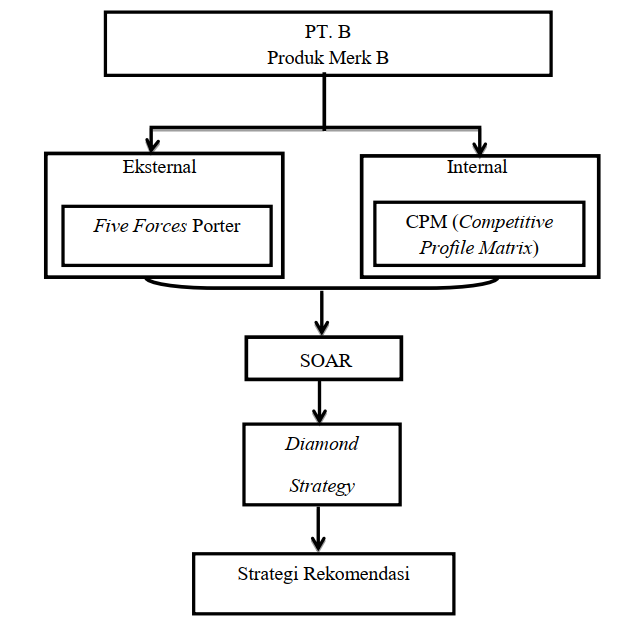 PT. B
Produk Merk B
Eksternal
Five Forces Porter
Internal
CPM (Competitive
Profile Matrix)
SOAR
Diamond
Strategy
Strategi Rekomendasi